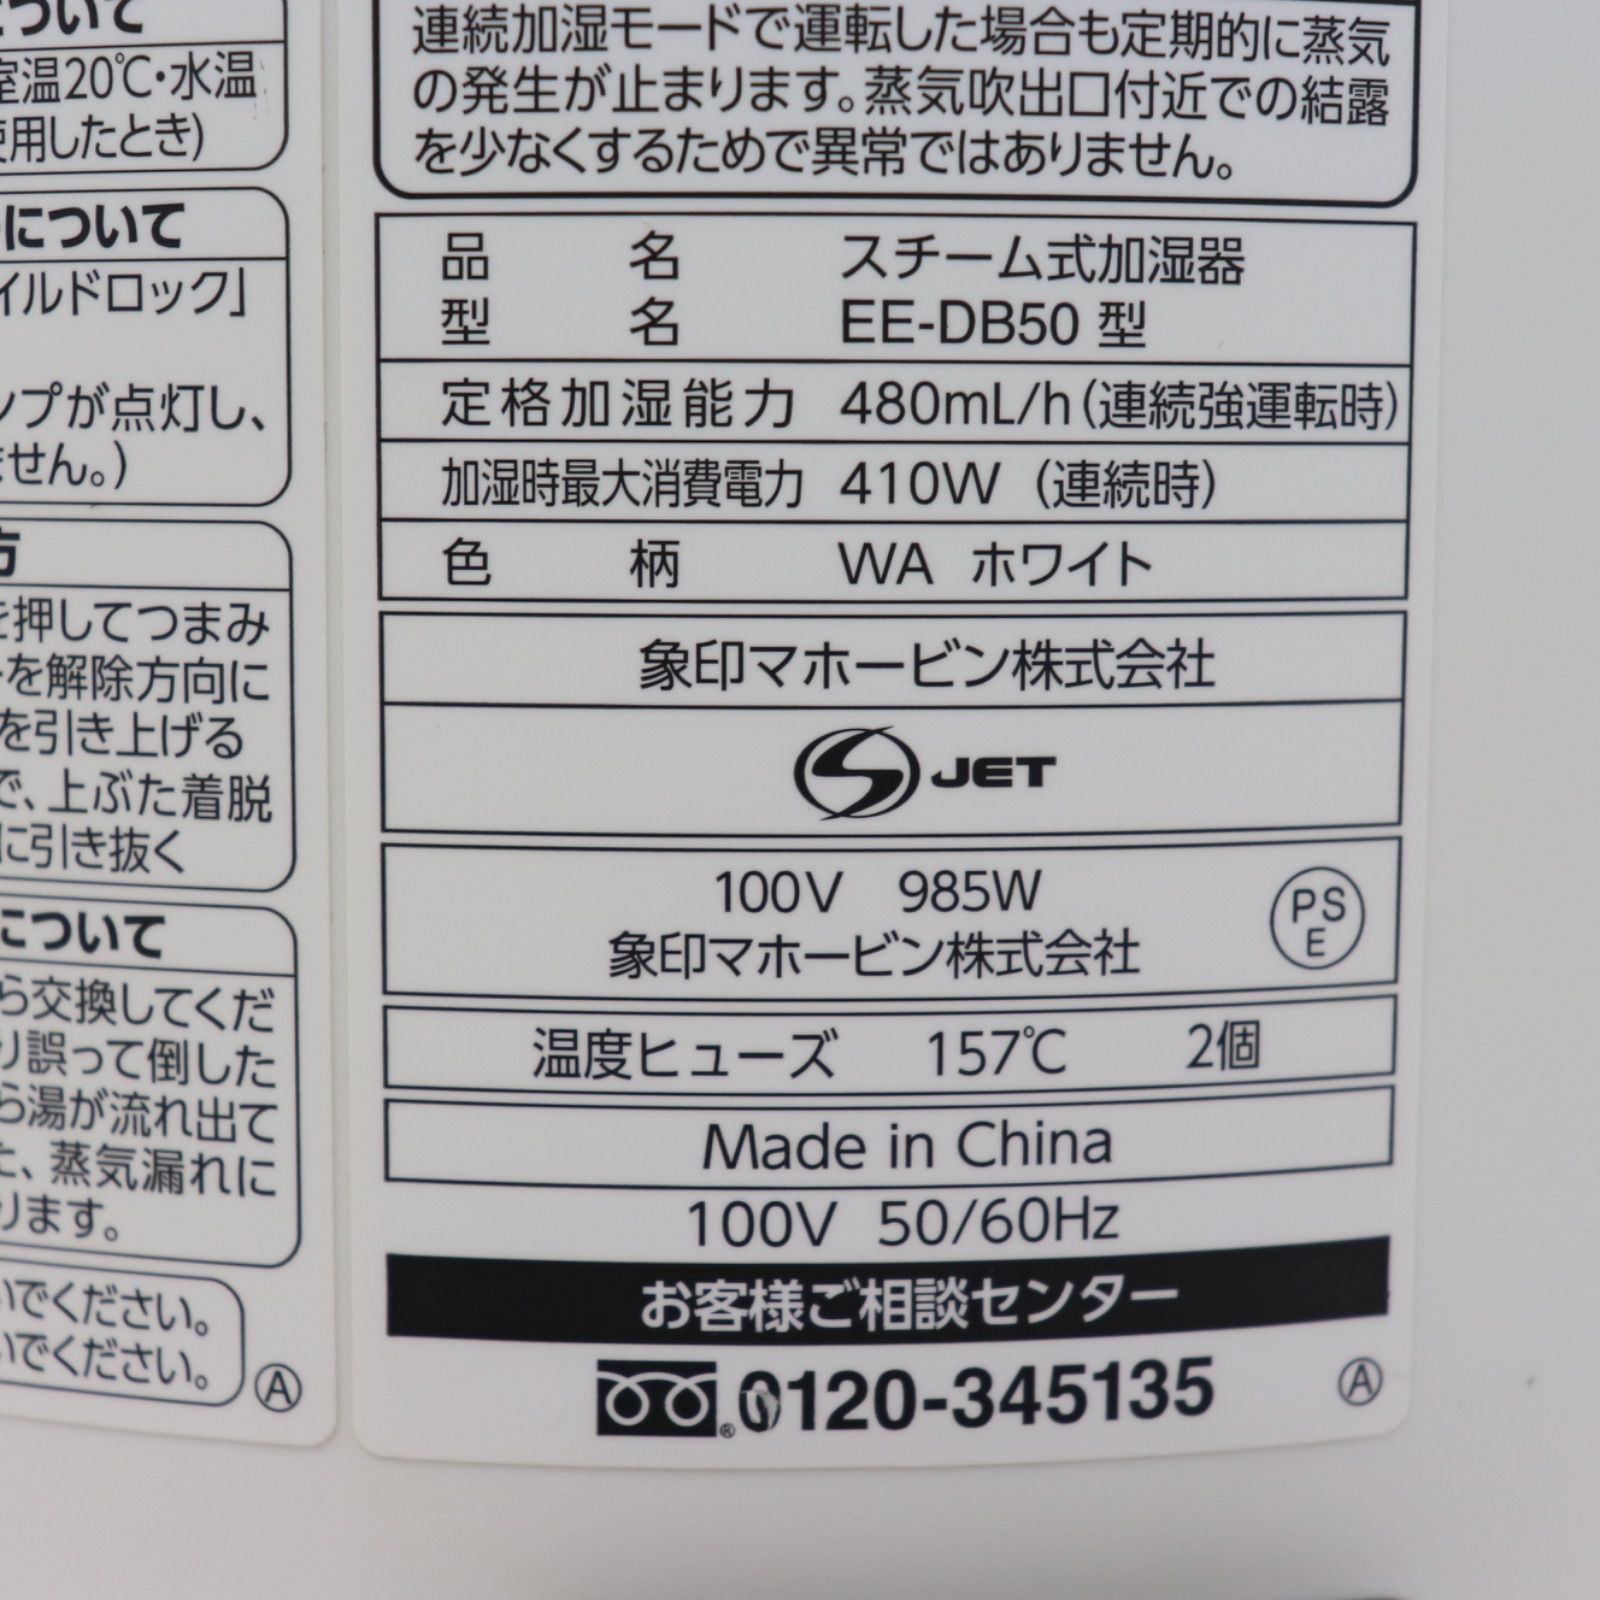 ついて
室温20℃・水温
使用したとき)
について
イルドロック」
ンプが点灯し、
ません。)
方
を押してつまみ
を解除方向に
を引き上げる
で、上ぶた着脱
に引き抜く
について
ら交換してくだ
り誤って倒した
ら湯が流れ出て
た、蒸気漏れに
ります。
いでください。
いでください。
Ⓐ
連続加湿モードで運転した場合も定期的に蒸気
の発生が止まります。蒸気吹出口付近での結露
を少なくするためで異常ではありません。
品名 スチーム式加湿器
型名 EE-DB50 型
定格加湿能力 480mL/h(連続強運転時)
加湿時最大消費電力 410W (連続時)
色柄 WA ホワイト
象印マホービン株式会社
S JET
100V 985W
象印マホービン株式会社
PS
E
温度ヒューズ 157℃ 2個
Made in China
100V 50/60Hz
お客様ご相談センター
® 0120-345135
Ⓐ